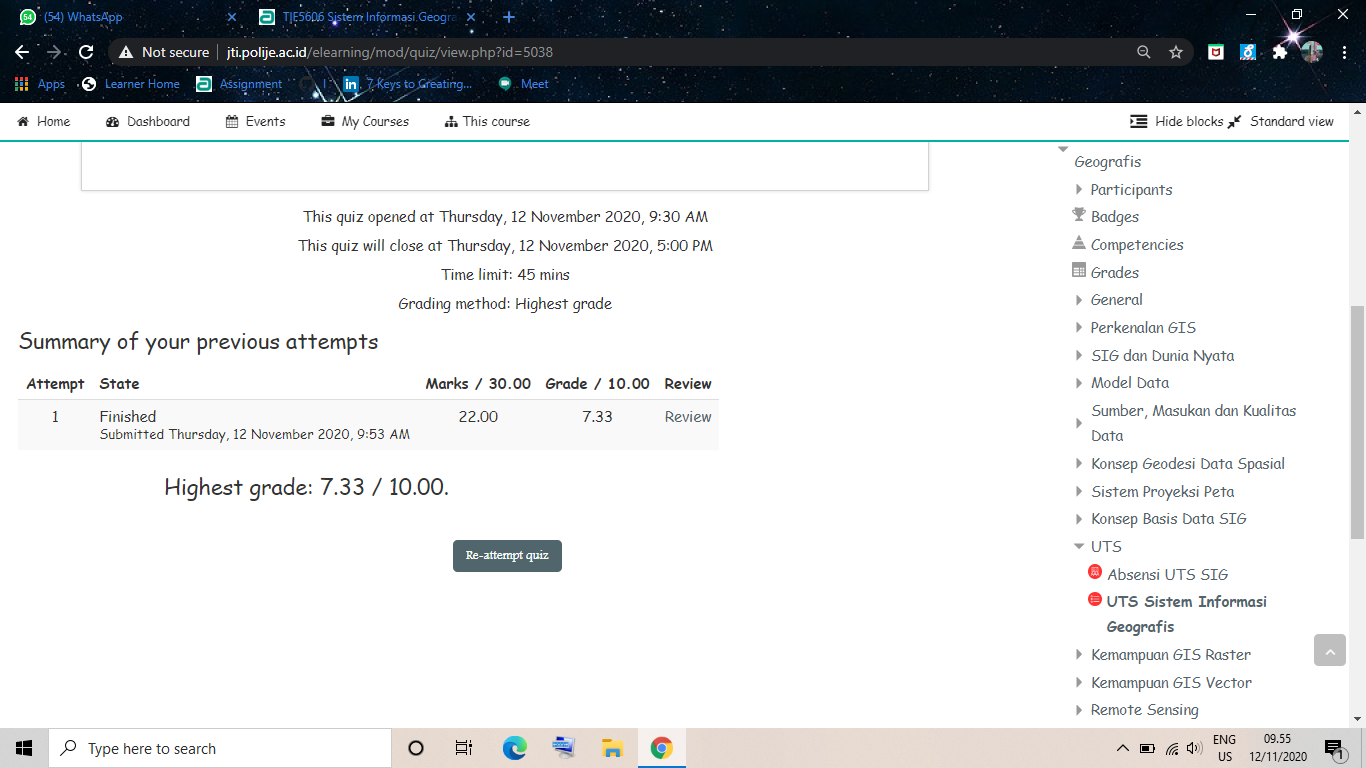 (54) WhatsApp
TIE5606 Sistem Informasi Geogra
Not secure | jti.polije.ac.id/elearning/mod/quiz/view.php?id=5038
Apps Learner Home Assignment 7 Keys to Creating... Meet
Home Dashboard Events My Courses This course Hide blocks Standard view
This quiz opened at Thursday, 12 November 2020, 9:30 AM
This quiz will close at Thursday, 12 November 2020, 5:00 PM
Time limit: 45 mins
Grading method: Highest grade
Summary of your previous attempts
Attempt State Marks / 30.00 Grade / 10.00 Review
1 Finished 22.00 7.33 Review
Submitted Thursday, 12 November 2020, 9:53 AM
Highest grade: 7.33 / 10.00.
Re-attempt quiz
Geografis
Participants
Badges
Competencies
Grades
General
Perkenalan GIS
SIG dan Dunia Nyata
Model Data
Sumber, Masukan dan Kualitas
Data
Konsep Geodesi Data Spasial
Sistem Proyeksi Peta
Konsep Basis Data SIG
UTS
Absensi UTS SIG
UTS Sistem Informasi
Geografis
Kemampuan GIS Raster
Kemampuan GIS Vector
Remote Sensing
Type here to search
ENG
US
09.55
12/11/2020
1